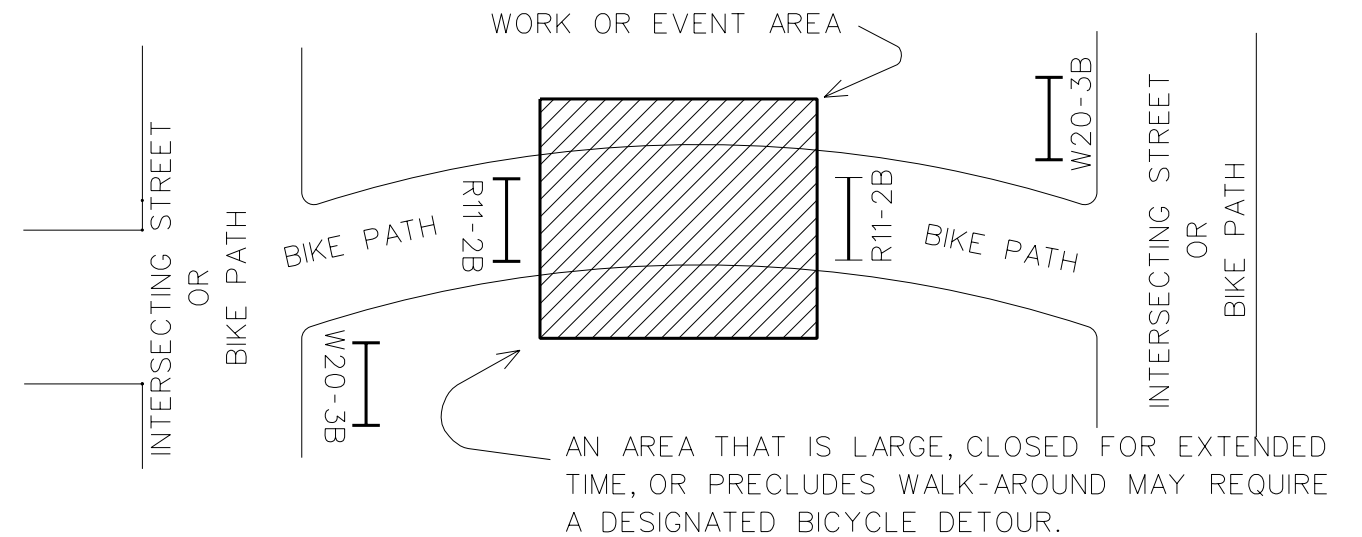 WORK OR EVENT AREA
W20-3B
INTERSECTING STREET
OR
BIKE PATH
BIKE PATH
R11-2B
R11-2B
BIKE PATH
W20-3B
INTERSECTING STREET
OR
BIKE PATH
AN AREA THAT IS LARGE, CLOSED FOR EXTENDED
TIME, OR PRECLUDES WALK-AROUND MAY REQUIRE
A DESIGNATED BICYCLE DETOUR.